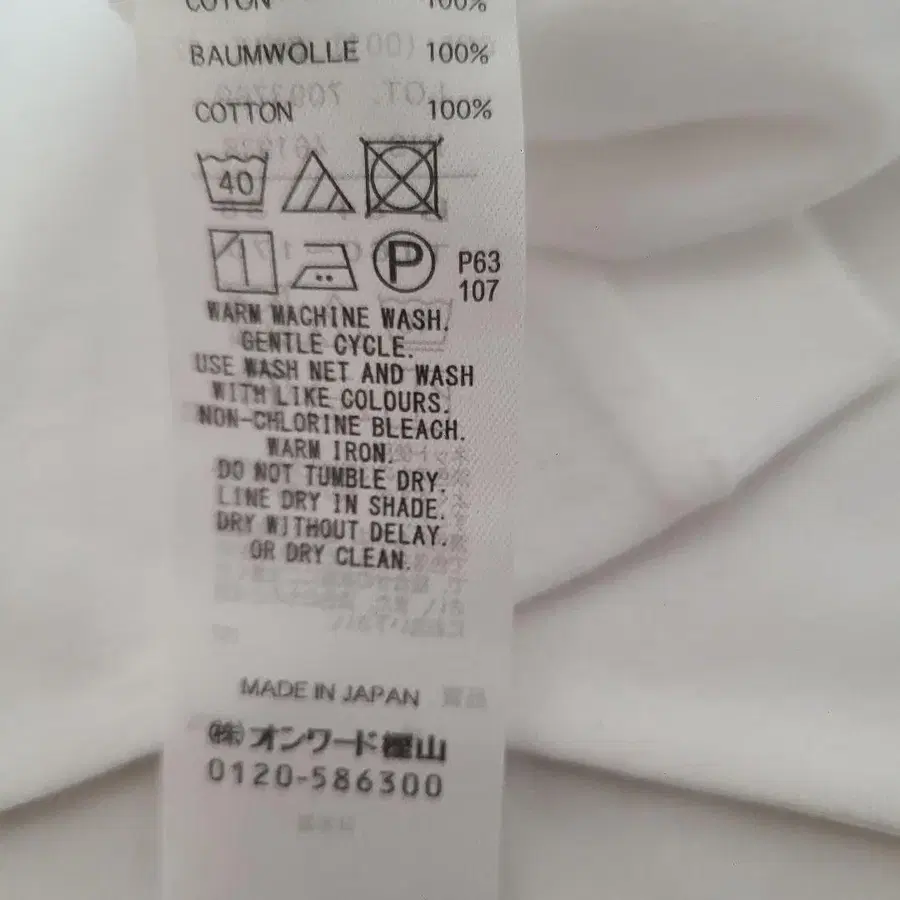 COTON 100%
BAUMWOLLE 100%
COTTON 100%
40
P P63
107
WARM MACHINE WASH.
GENTLE CYCLE.
USE WASH NET AND WASH
WITH LIKE COLOURS.
NON-CHLORINE BLEACH.
WARM IRON.
DO NOT TUMBLE DRY.
LINE DRY IN SHADE.
DRY WITHOUT DELAY.
OR DRY CLEAN.
MADE IN JAPAN
㈱オンワード樫山
0120-586300